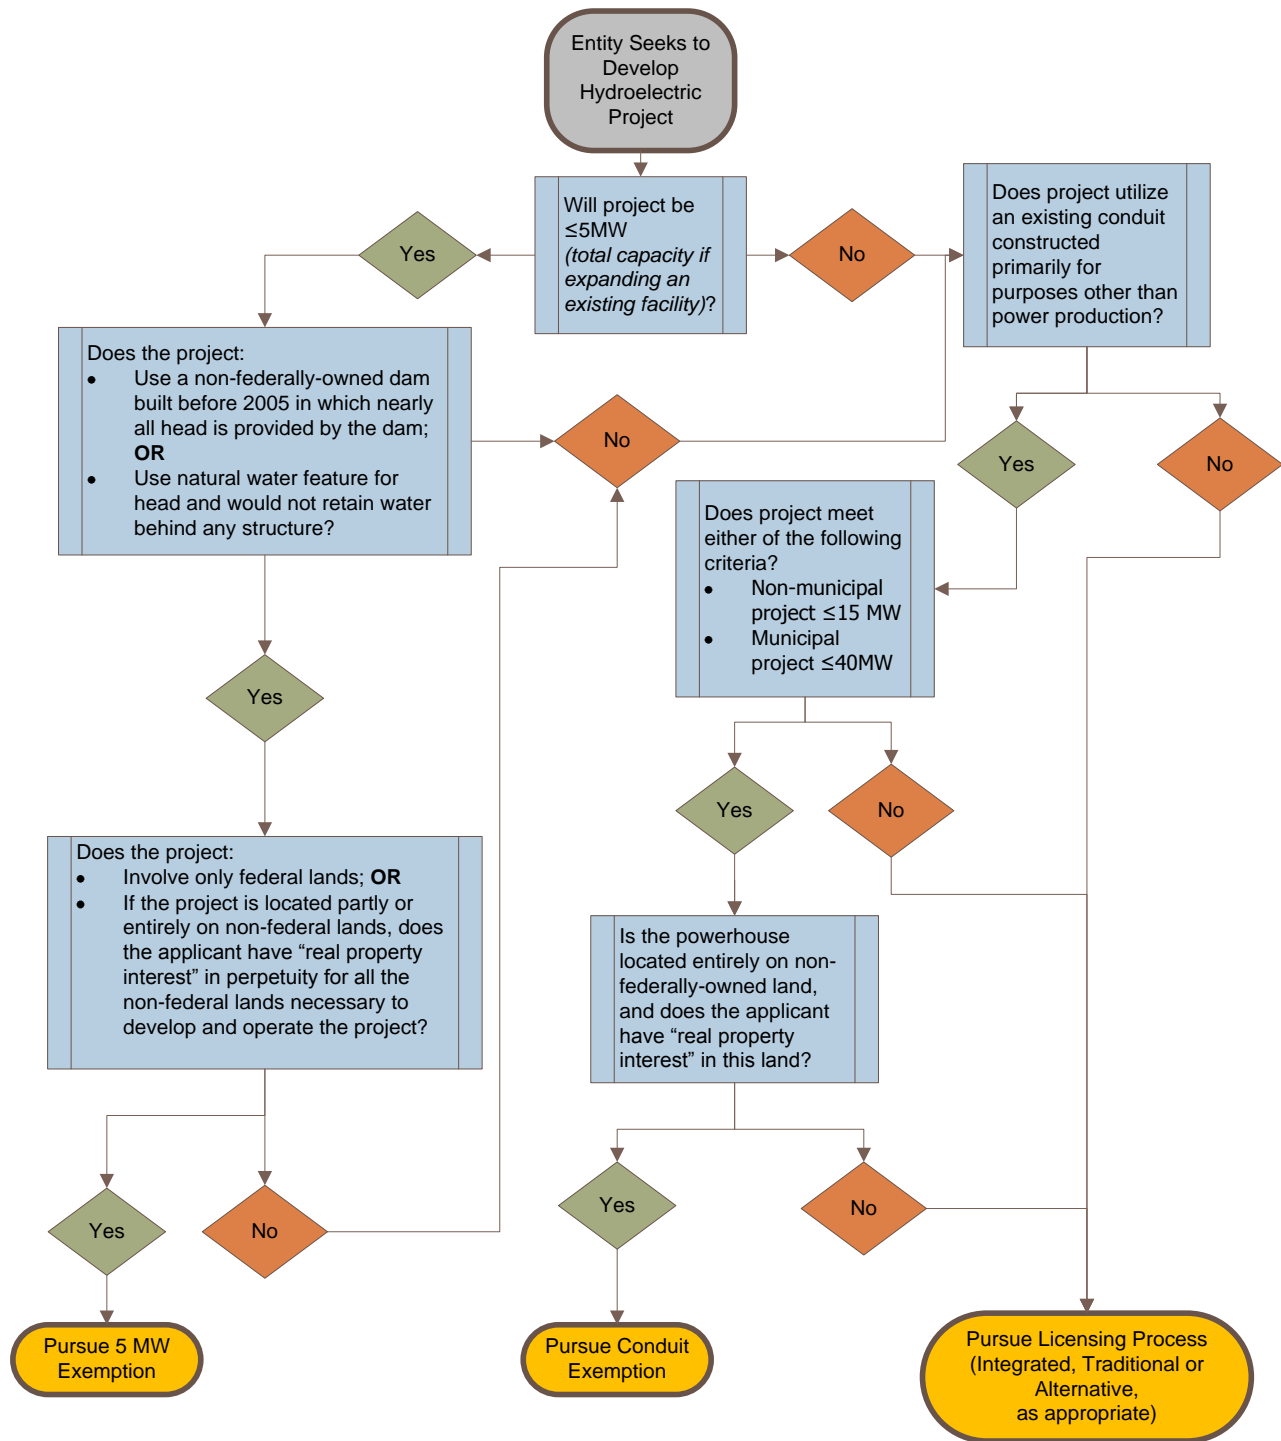 Entity Seeks to
Develop
Hydroelectric
Project
Will project be
≤5MW
(total capacity if
expanding an
existing facility)?
Yes
No
Does project utilize
an existing conduit
constructed
primarily for
purposes other than
power production?
Does the project:
• Use a non-federally-owned dam
built before 2005 in which nearly
all head is provided by the dam;
OR
• Use natural water feature for
head and would not retain water
behind any structure?
No
Yes
No
Does project meet
either of the following
criteria?
• Non-municipal
project ≤15 MW
• Municipal
project ≤40MW
Yes
Yes
No
Does the project:
• Involve only federal lands; OR
• If the project is located partly or
entirely on non-federal lands, does
the applicant have “real property
interest” in perpetuity for all the
non-federal lands necessary to
develop and operate the project?
Is the powerhouse
located entirely on non-
federally-owned land,
and does the applicant
have “real property
interest” in this land?
Yes
No
Yes
No
Pursue 5 MW
Exemption
Pursue Conduit
Exemption
Pursue Licensing Process
(Integrated, Traditional or
Alternative,
as appropriate)